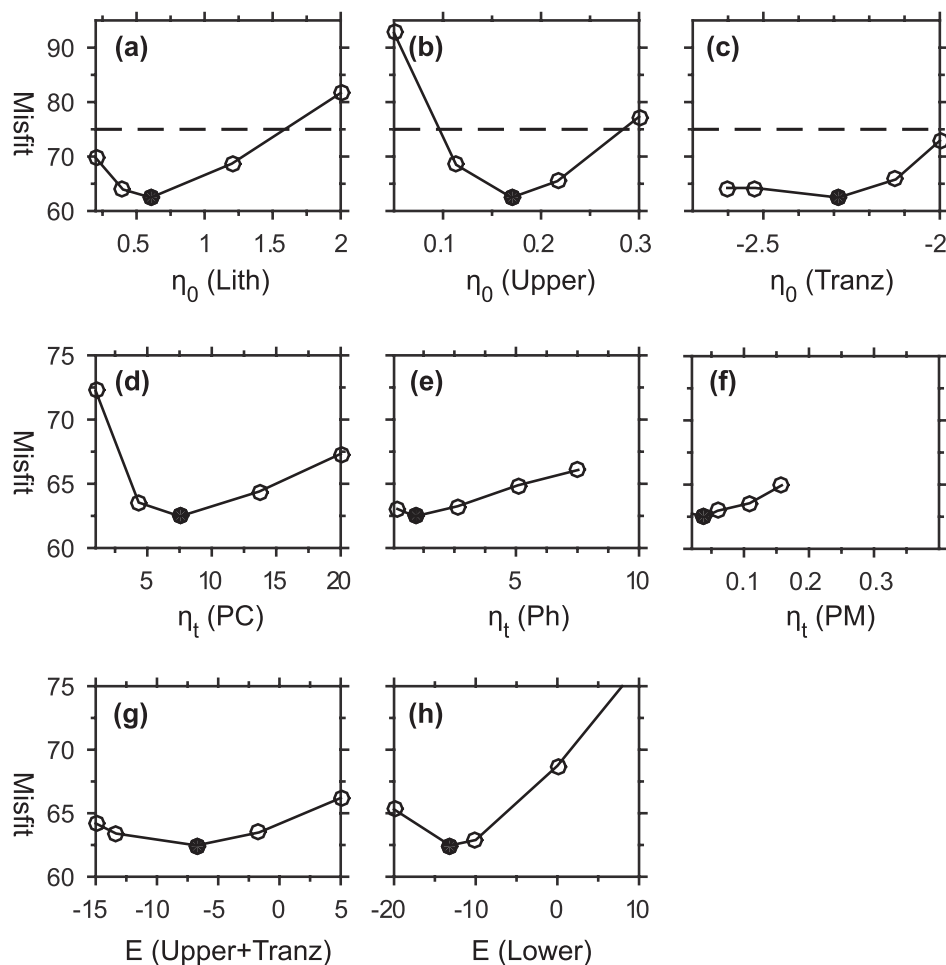 (a) (b) (c)
Misfit
90
80
70
60
0.5 1 1.5 2 0.1 0.2 0.3 -2.5 -2
η0 (Lith) η0 (Upper) η0 (Tranz)
(d) (e) (f)
Misfit
75
70
65
60
5 10 15 20 5 10 0.1 0.2 0.3
ηt (PC) ηt (Ph) ηt (PM)
(g) (h)
Misfit
75
70
65
60
-15 -10 -5 0 5 -20 -10 0 10
E (Upper+Tranz) E (Lower)